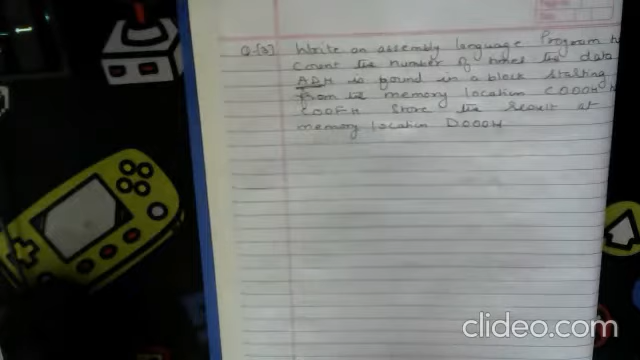 Q.(3) Write an assembly language Program to
count the number of times the data
ADH is found in a block starting
from the memory location C000H to
C00FH Store the result at
memory location D000H
clideo.com